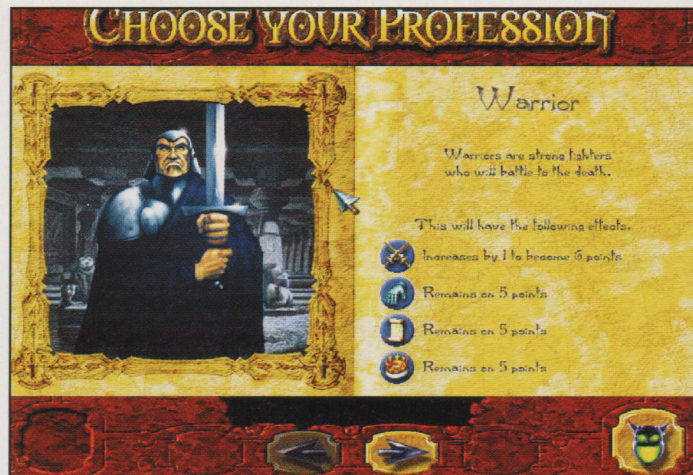 CHOOSE YOUR PROFESSION
Warrior
Warriors are strong fighters
who will battle to the death.
This will have the following effects.
Increases by 1 to become 6 points
Remains on 5 points
Remains on 5 points
Remains on 5 points